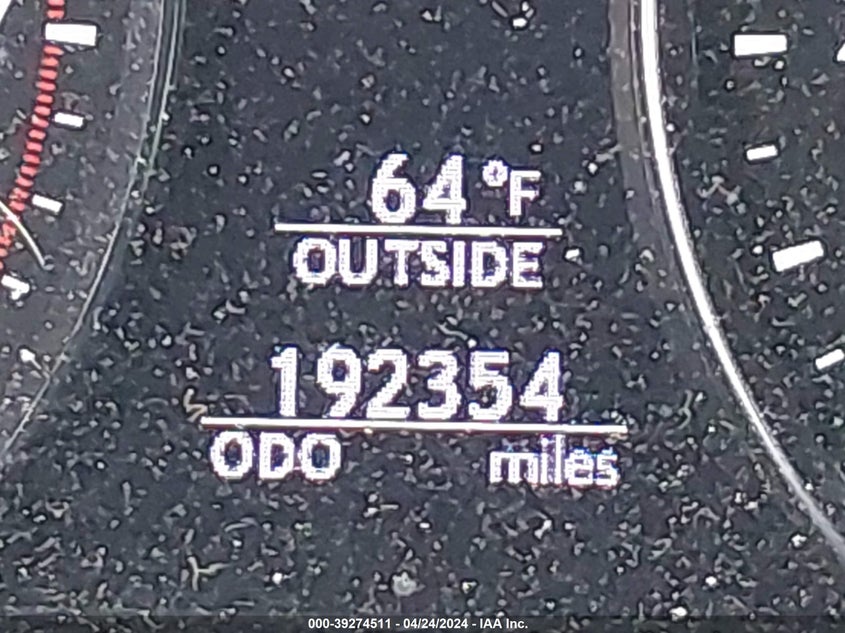 64°F
OUTSIDE
192354
ODO miles
000-39274511 - 04/24/2024 - IAA Inc.